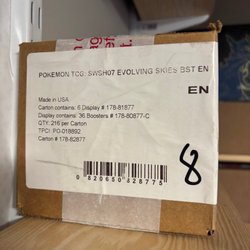 POKEMON TCG: SWSH07 EVOLVING SKIES BST EN
EN
Made in USA
Carton contains: 6 Display # 178-81877
Display contains: 36 Boosters # 178-80877-C
QTY: 216 per Carton
TPCI PO-018892
Carton # 178-82877
8
0 820650 828775